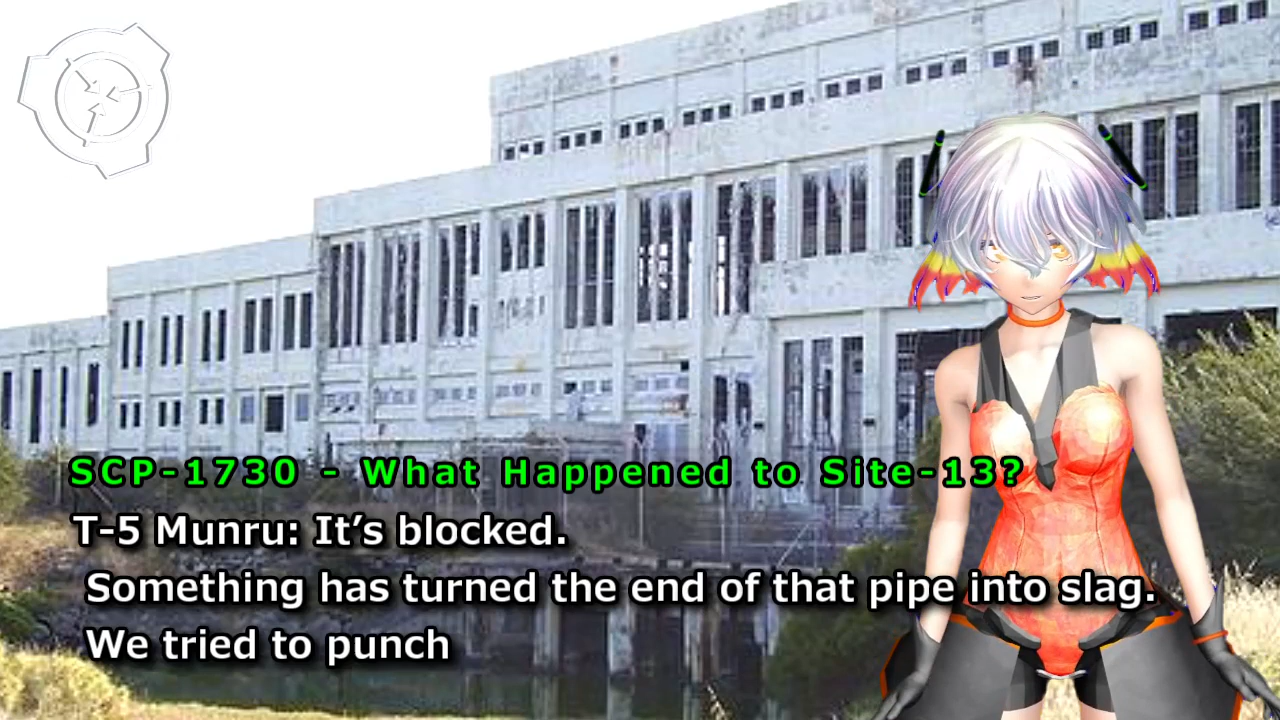 SCP-1730 - What Happened to Site-13?
T-5 Munru: It’s blocked.
Something has turned the end of that pipe into slag.
We tried to punch